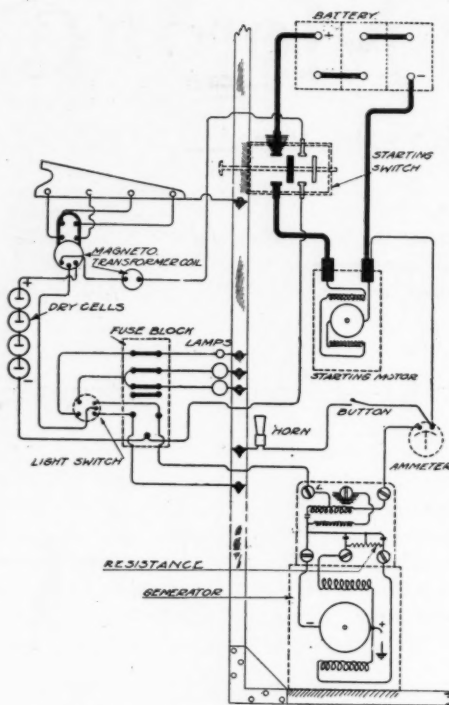 BATTERY.
+
-
STARTING
SWITCH
MAGNETO.
TRANSFORMER COIL
+
DRY CELLS
-
FUSE BLOCK
LAMPS
STARTING MOTOR
BUTTON
HORN
AMMETER
LIGHT SWITCH
L
RESISTANCE
GENERATOR
-
+